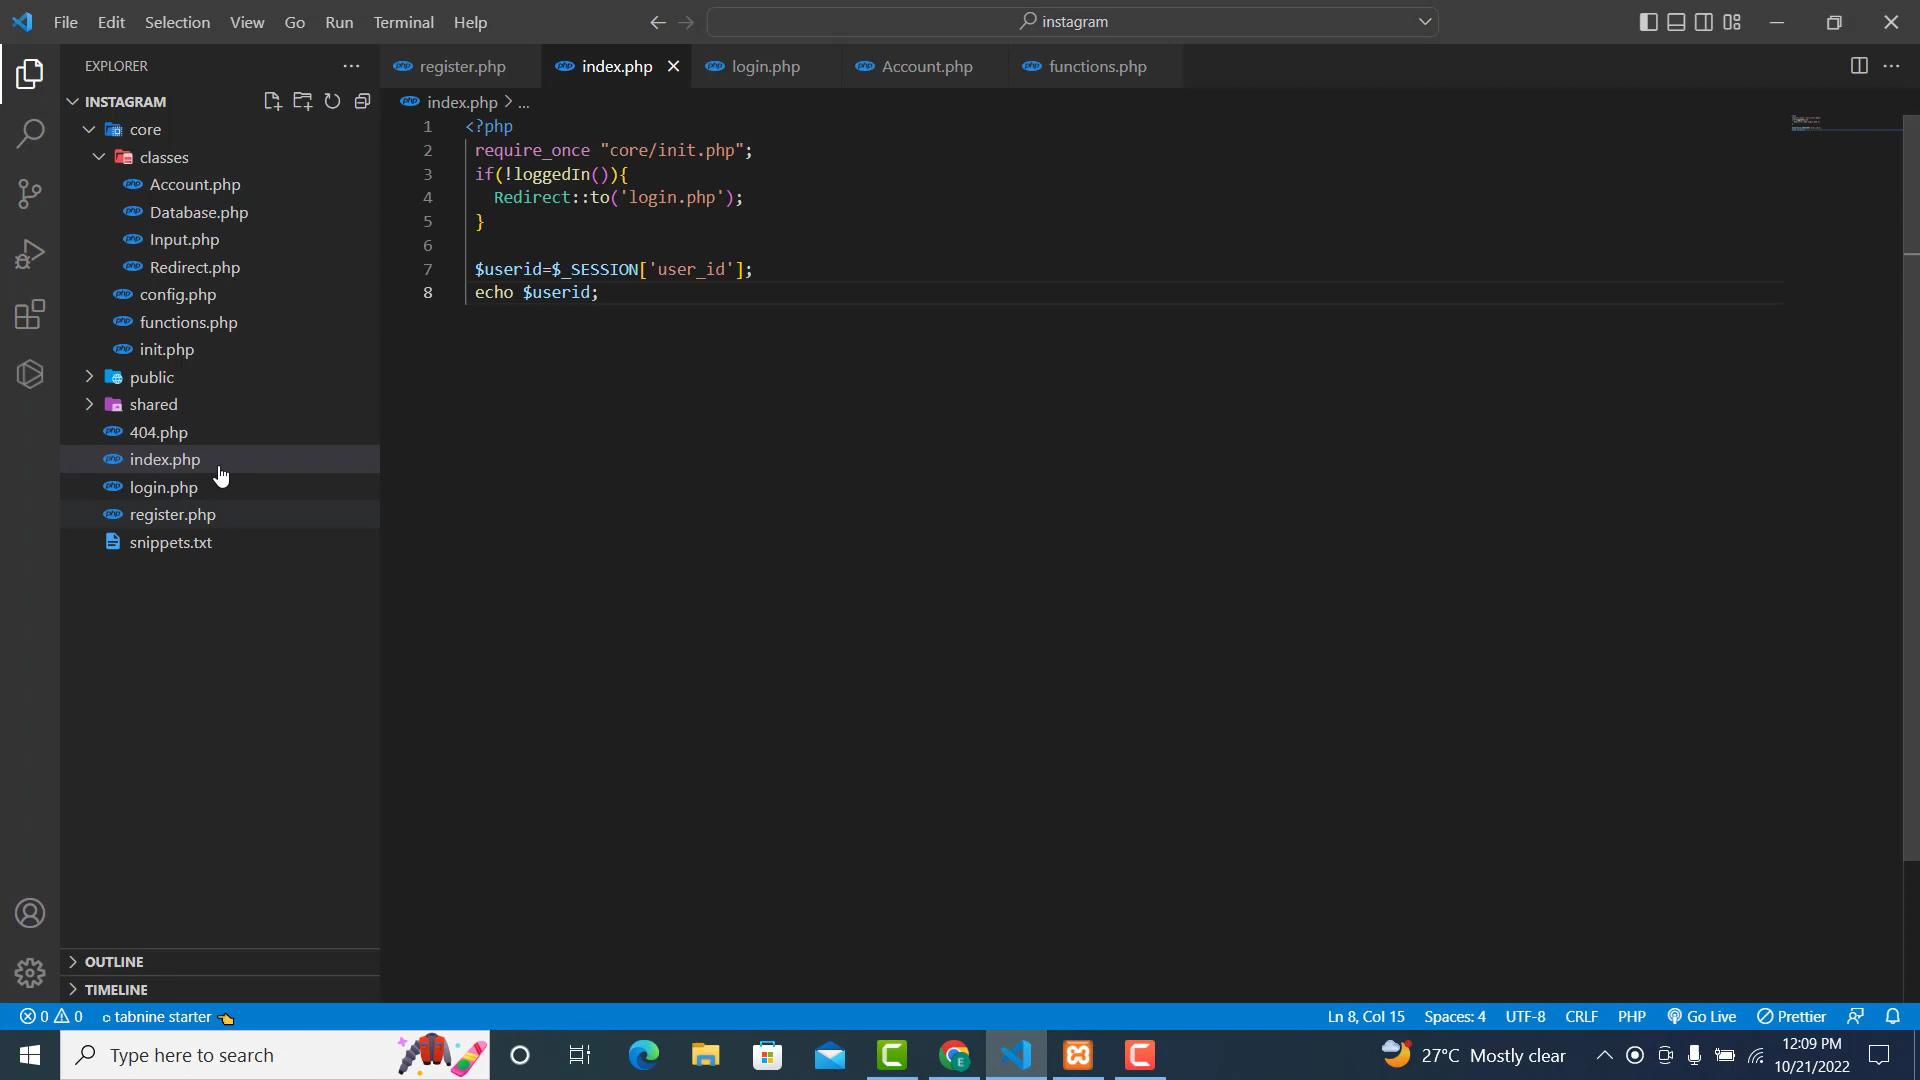 File Edit Selection View Go Run Terminal Help
instagram
EXPLORER
register.php
index.php
login.php
Account.php
functions.php
INSTAGRAM
index.php > ...
core
classes
Account.php
Database.php
Input.php
Redirect.php
config.php
functions.php
init.php
public
shared
404.php
index.php
login.php
register.php
snippets.txt
OUTLINE
TIMELINE
1 <?php
2 require_once "core/init.php";
3 if(!loggedIn()){
4 Redirect::to('login.php');
5 }
6
7 $userid=$_SESSION['user_id'];
8 echo $userid;
0 0 tabnine starter
Ln 8, Col 15 Spaces: 4 UTF-8 CRLF PHP Go Live Prettier
Type here to search
27°C Mostly clear
12:09 PM
10/21/2022